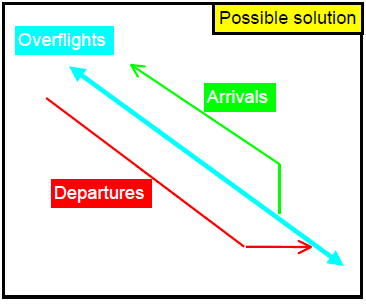 Possible solution
Overflights
Arrivals
Departures